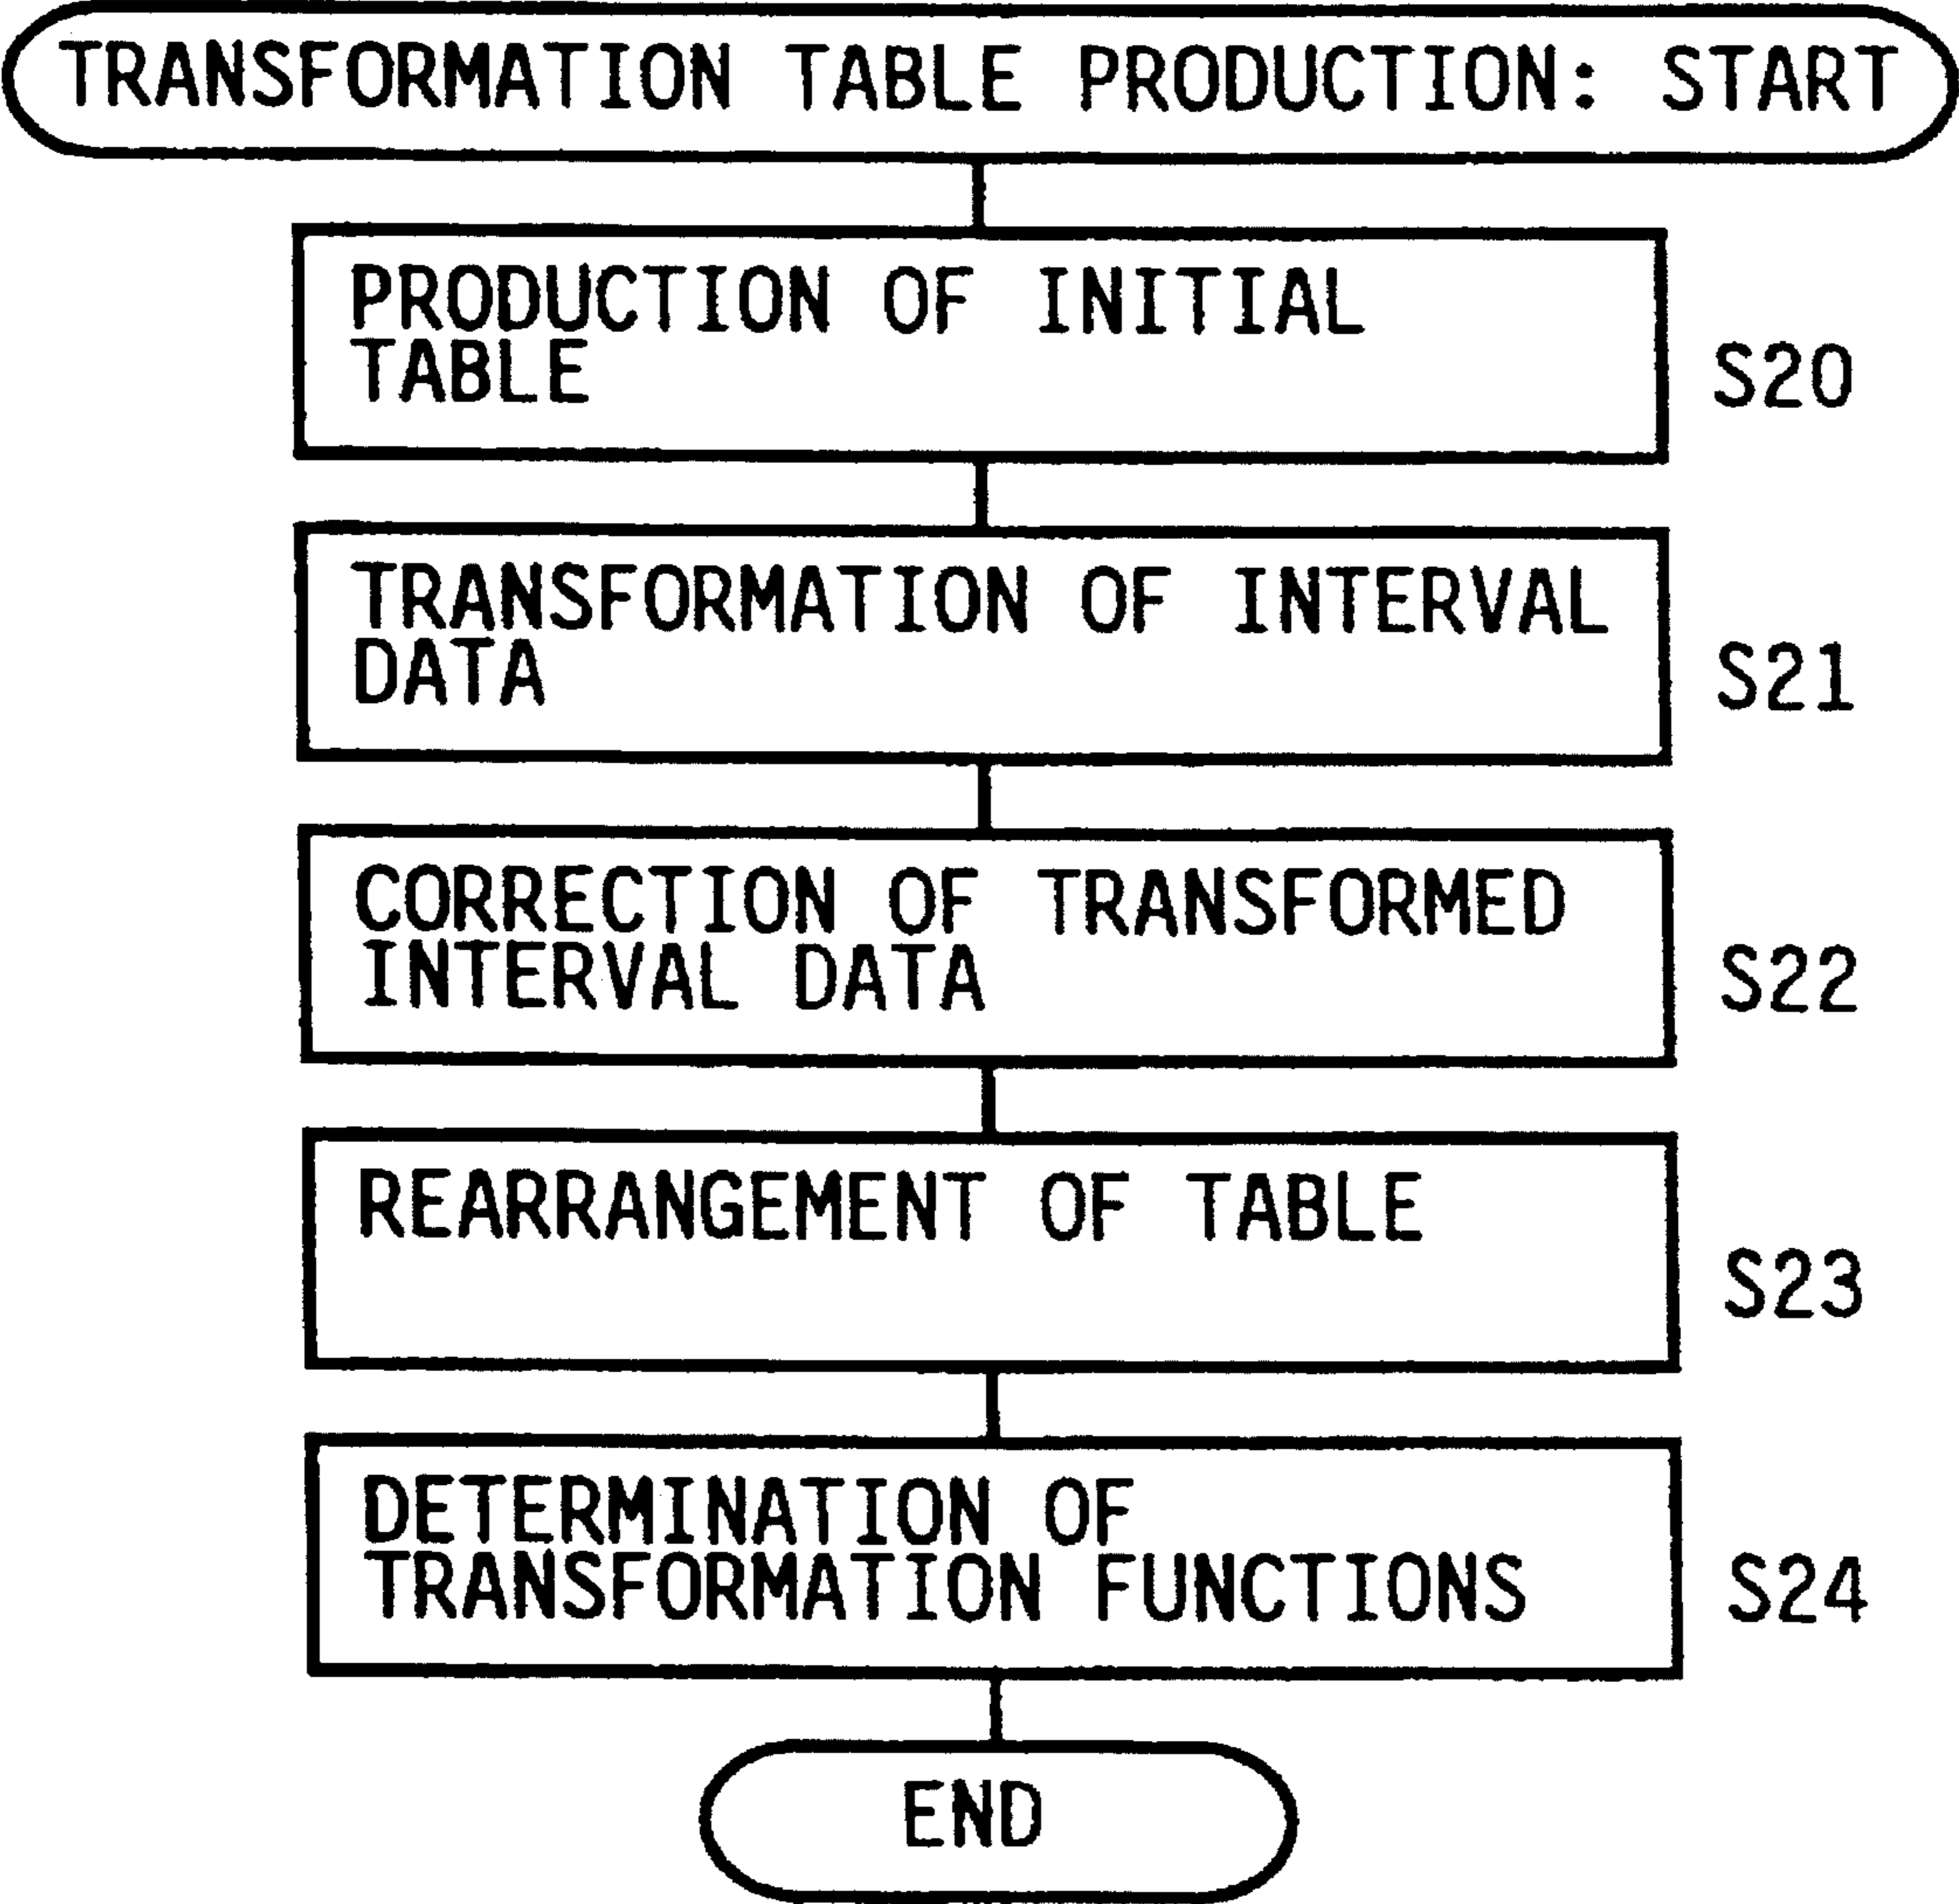 TRANSFORMATION TABLE PRODUCTION: START
PRODUCTION OF INITIAL
TABLE
S20
TRANSFORMATION OF INTERVAL
DATA
S21
CORRECTION OF TRANSFORMED
INTERVAL DATA
S22
REARRANGEMENT OF TABLE
S23
DETERMINATION OF
TRANSFORMATION FUNCTIONS
S24
END